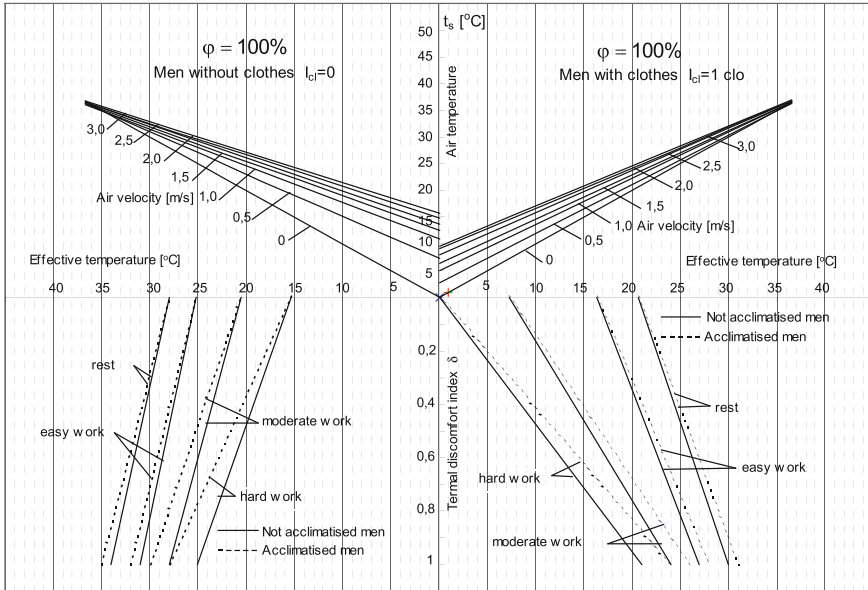 50
t_s [°C]
φ = 100%
Men without clothes I_cl=0
φ = 100%
Men with clothes I_cl=1 clo
45
40
35
30
25
20
15
10
5
Air temperature
3,0
2,5
2,0
1,5
1,0
0,5
0
Air velocity [m/s]
3,0
2,5
2,0
1,5
1,0 Air velocity [m/s]
0,5
0
Effective temperature [°C]
Effective temperature [°C]
40 35 30 25 20 15 10 5
5 10 15 20 25 30 35 40
Not acclimatised men
Acclimatised men
0,2
0,4
0,6
0,8
1
Termal discomfort index δ
rest
easy work
moderate work
hard work
Not acclimatised men
Acclimatised men
rest
easy work
hard work
moderate work